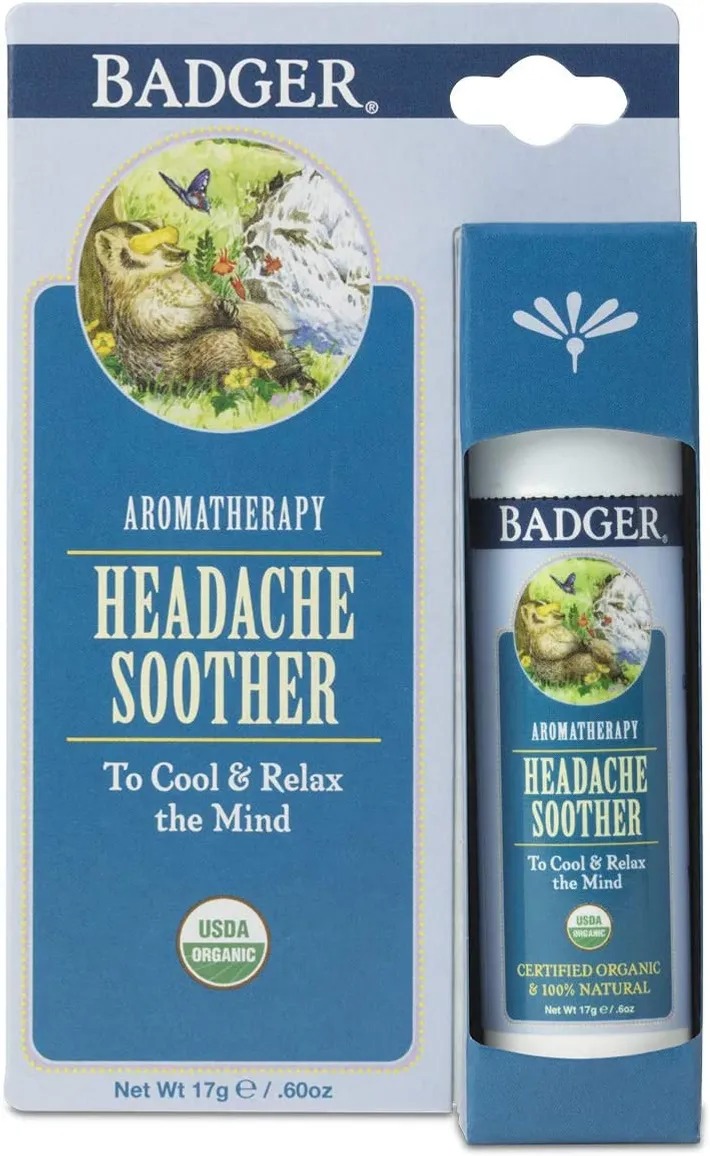 BADGER®
AROMATHERAPY
HEADACHE
SOOTHER
To Cool & Relax
the Mind
USDA
ORGANIC
Net Wt 17g ℮ / .60oz
BADGER®
AROMATHERAPY
HEADACHE
SOOTHER
To Cool & Relax
the Mind
USDA
ORGANIC
CERTIFIED ORGANIC
& 100% NATURAL
Net Wt 17g ℮ / .6oz